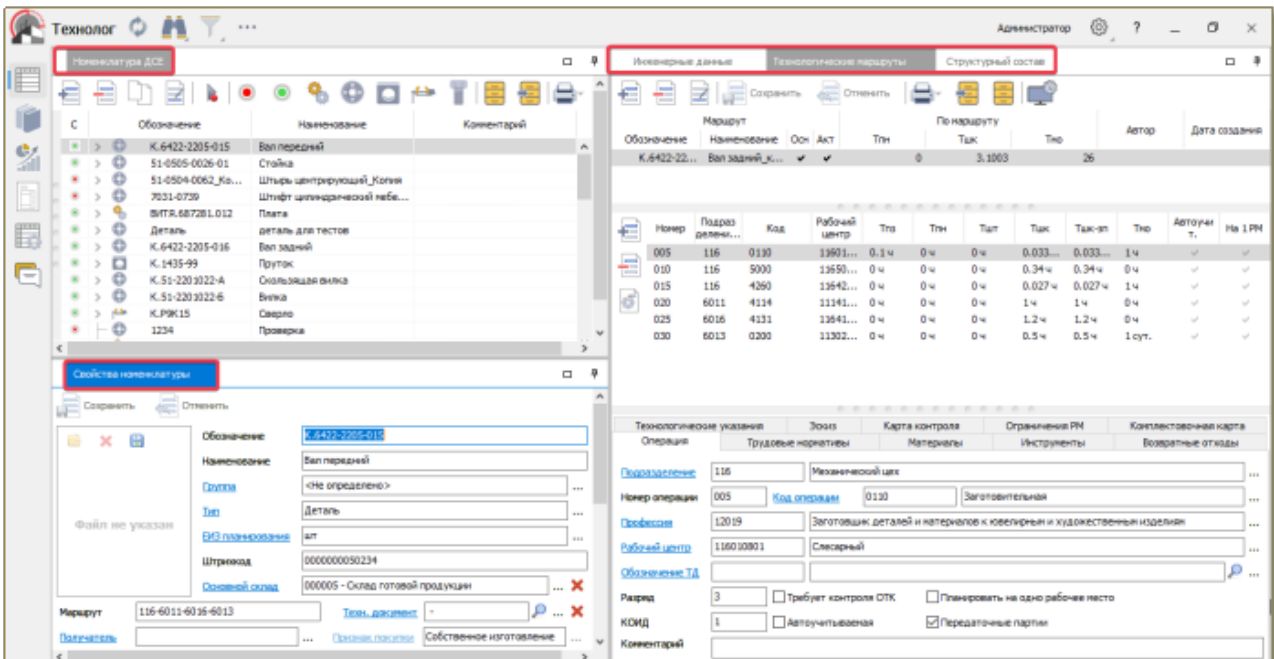 Технолог
Администратор
?
Номенклатура ДСЕ
С Обозначение Наименование Комментарий
К.6422-2205-015 Вал передний
51-0505-0026-01 Стойка
51-0504-0062_Ко... Штырь центрирующий_Копия
7031-0739 Штифт цилиндрический небе...
ВИТЯ.687281.012 Плата
Деталь деталь для тестов
К.6422-2205-016 Вал задний
К.1435-99 Пруток
К.51-2201022-А Скользящая вилка
К.51-2201022-Б Вилка
К.Р9К15 Сверло
1234 Проверка
Свойства номенклатуры
Сохранить Отменить
Файл не указан
Обозначение К.6422-2205-015
Наименование Вал передний
Группа <Не определено> ...
Тип Деталь ...
ЕИЗ планирования шт ...
Штрихкод 0000000050234
Основной склад 000005 - Склад готовой продукции ...
Маршрут 116-6011-6016-6013 Техн. документ - ...
Получатель ... Признак покупки Собственное изготовление ...
Инженерные данные Технологические маршруты Структурный состав
Сохранить Отменить
Маршрут По маршруту Автор Дата создания
Обозначение Наименование Осн Акт Тпн Тшк Тно
К.6422-22... Вал задний_к... 0 3.1003 26
Номер Подраз делени... Код Рабочий центр Тпо Тпн Тшт Тшк Тшк-зп Тно Автоучи т. На 1 РМ
005 116 0110 11601... 0.1 ч 0 ч 0 ч 0.033... 0.033... 1 ч
010 116 5000 11650... 0 ч 0 ч 0 ч 0.34 ч 0.34 ч 0 ч
015 116 4260 11642... 0 ч 0 ч 0 ч 0.027 ч 0.027 ч 1 ч
020 6011 4114 11141... 0 ч 0 ч 0 ч 1 ч 1 ч 0 ч
025 6016 4131 11641... 0 ч 0 ч 0 ч 1.2 ч 1.2 ч 0 ч
030 6013 0200 11302... 0 ч 0 ч 0 ч 0.5 ч 0.5 ч 1 сут.
Технологические указания Эскиз Карта контроля Ограничения РМ Комплектовочная карта
Операция Трудовые нормативы Материалы Инструменты Возвратные отходы
Подразделение 116 Механический цех ...
Номер операции 005 Код операции 0110 Заготовительная ...
Профессия 12019 Заготовщик деталей и материалов к ювелирным и художественным изделиям ...
Рабочий центр 116010801 Слесарный ...
Обозначение ТД ...
Разряд 3 Требует контроля ОТК Планировать на одно рабочее место
КОИД 1 Автоучитываемая Передаточные партии
Комментарий